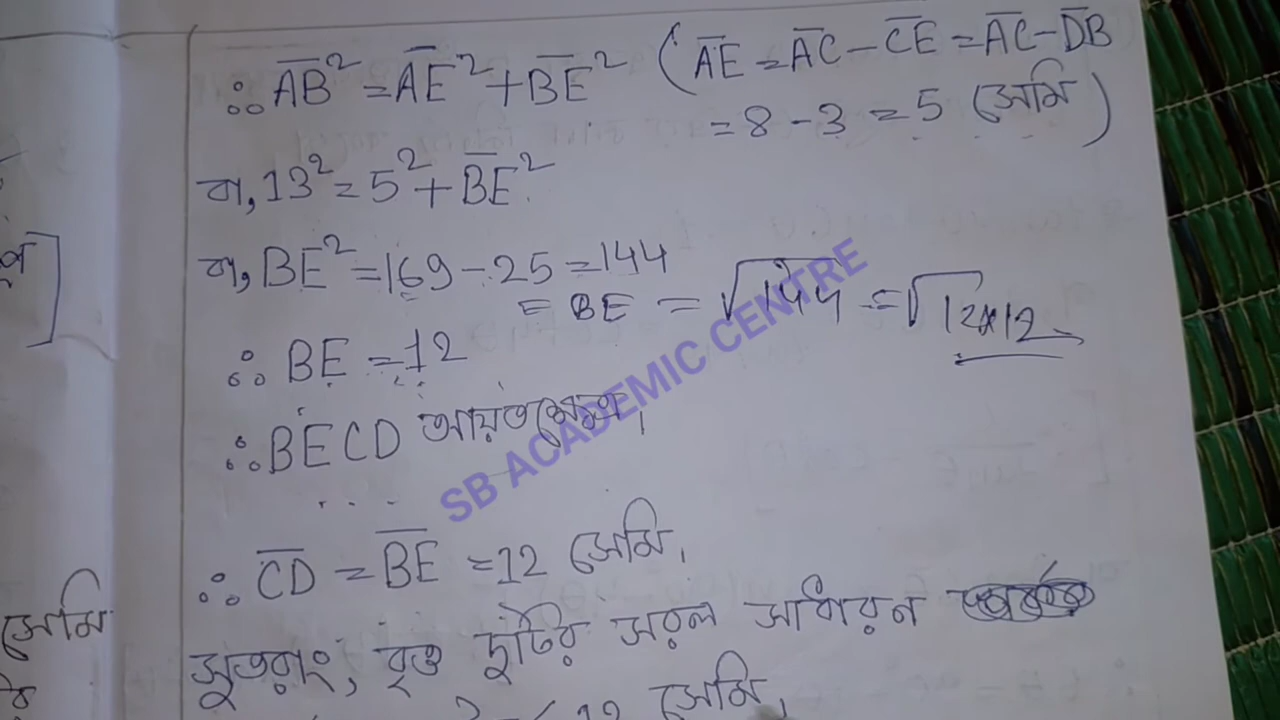 ∴ AB² = AE² + BE² ( AE = AC − CE = AC − DB
= 8 − 3 = 5 সেমি )
বা, 13² = 5² + BE²
বা, BE² = 169 − 25 = 144
= BE = √144 = √12×12
∴ BE = 12
∴ BECD আয়তক্ষেত্র।
∴ CD = BE = 12 সেমি।
সুতরাং, বৃত্ত দুটির সরল সাধারন
12 সেমি।
সেমি
SB ACADEMIC CENTRE